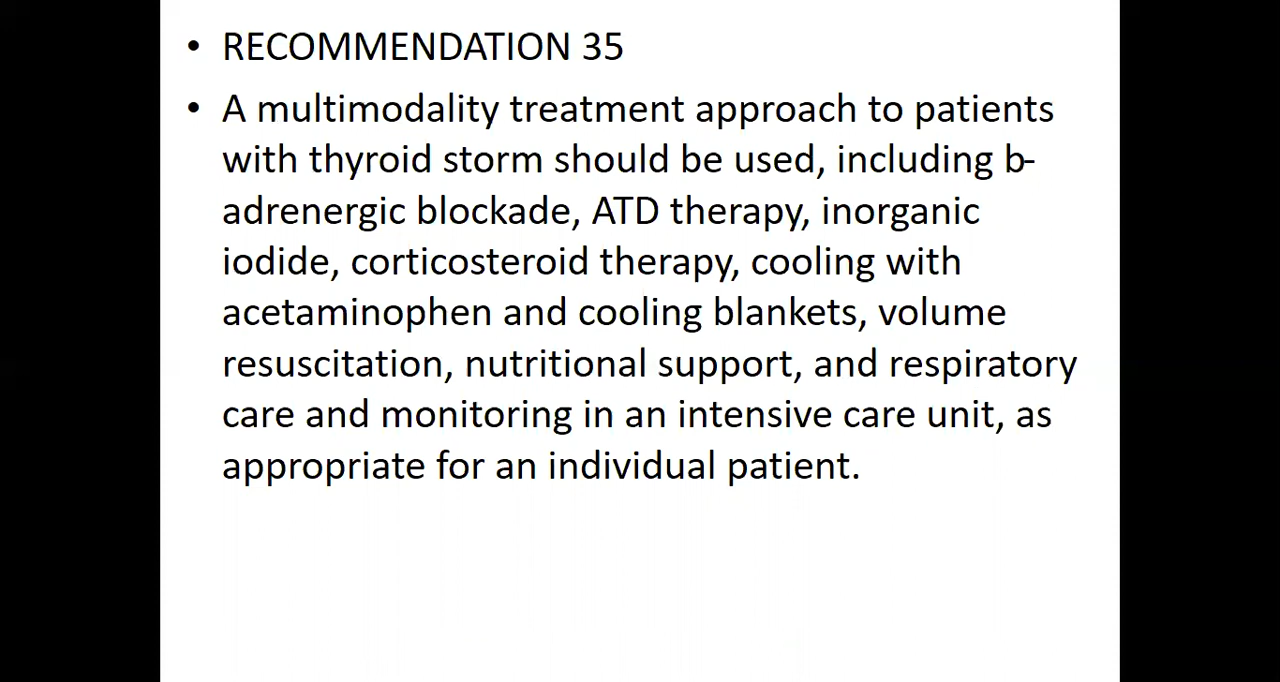 • RECOMMENDATION 35
• A multimodality treatment approach to patients
with thyroid storm should be used, including b-
adrenergic blockade, ATD therapy, inorganic
iodide, corticosteroid therapy, cooling with
acetaminophen and cooling blankets, volume
resuscitation, nutritional support, and respiratory
care and monitoring in an intensive care unit, as
appropriate for an individual patient.